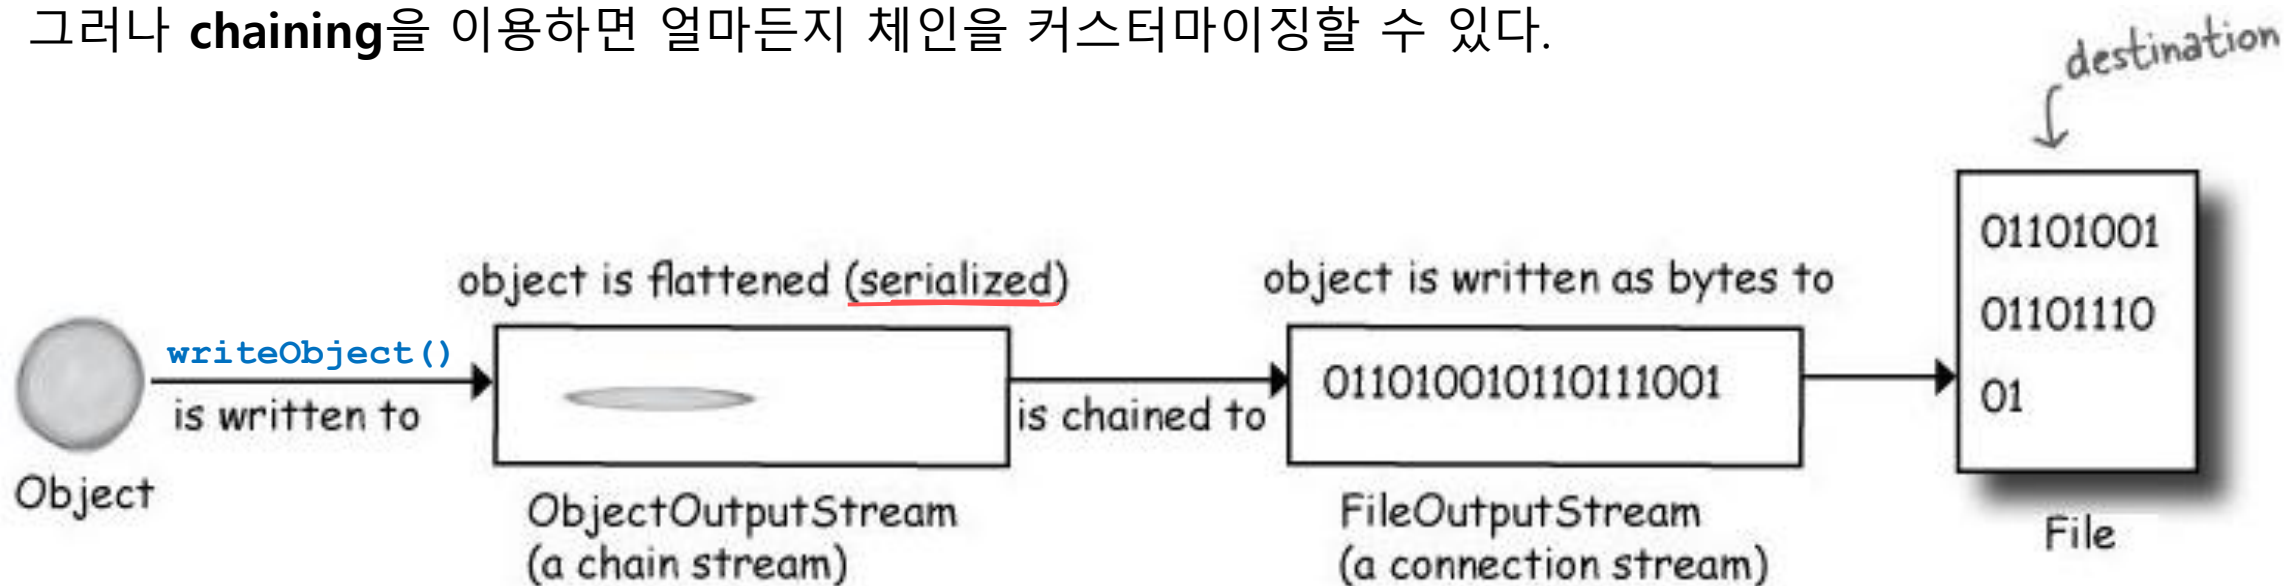 그러나 chaining을 이용하면 얼마든지 체인을 커스터마이징할 수 있다.
destination
object is flattened (serialized)
object is written as bytes to
writeObject()
is written to
Object
is chained to
ObjectOutputStream
(a chain stream)
011010010110111001
FileOutputStream
(a connection stream)
01101001
01101110
01
File